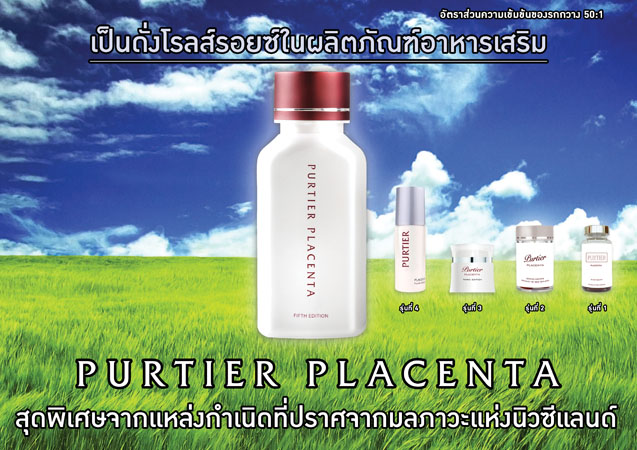 อัตราส่วนความเข้มข้นของรกกวาง 50:1
เป็นดั่งโรลส์รอยซ์ในผลิตภัณฑ์อาหารเสริม
PURTIER PLACENTA
FIFTH EDITION
PURTIER
PLACENTA
รุ่นที่ 4
Purtier
PLACENTA
รุ่นที่ 3
Purtier
PLACENTA
รุ่นที่ 2
PURTIER
รุ่นที่ 1
PURTIER PLACENTA
สุดพิเศษจากแหล่งกำเนิดที่ปราศจากมลภาวะแห่งนิวซีแลนด์